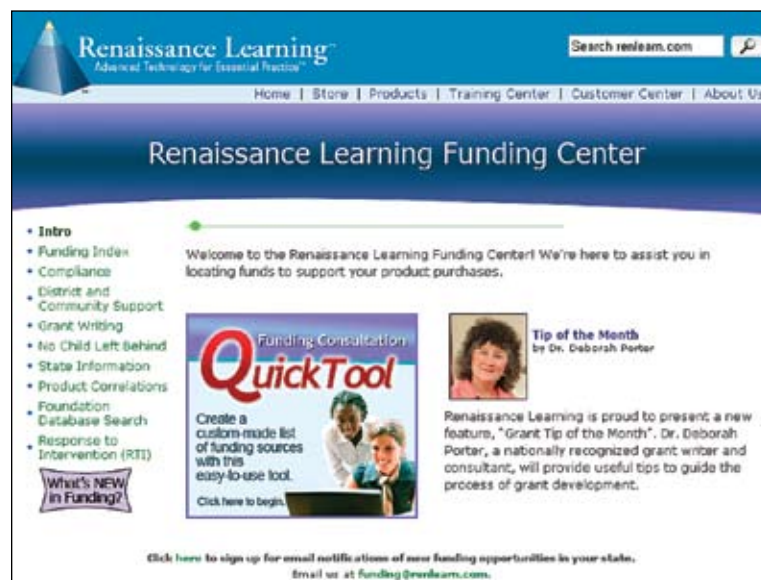 Renaissance Learning™
Advanced Technology for Essential Practice™
Search renlearn.com
Home | Store | Products | Training Center | Customer Center | About Us
Renaissance Learning Funding Center
• Intro
• Funding Index
• Compliance
• District and
Community Support
• Grant Writing
• No Child Left Behind
• State Information
• Product Correlations
• Foundation
Database Search
• Response to
Intervention (RTI)
What's NEW
in Funding?
Welcome to the Renaissance Learning Funding Center! We're here to assist you in
locating funds to support your product purchases.
Funding Consultation
QuickTool
Create a
custom-made list
of funding sources
with this
easy-to-use tool.
Click here to begin.
Tip of the Month
by Dr. Deborah Porter
Renaissance Learning is proud to present a new
feature, "Grant Tip of the Month". Dr. Deborah
Porter, a nationally recognized grant writer and
consultant, will provide useful tips to guide the
process of grant development.
Click here to sign up for email notifications of new funding opportunities in your state.
Email us at funding@renlearn.com.